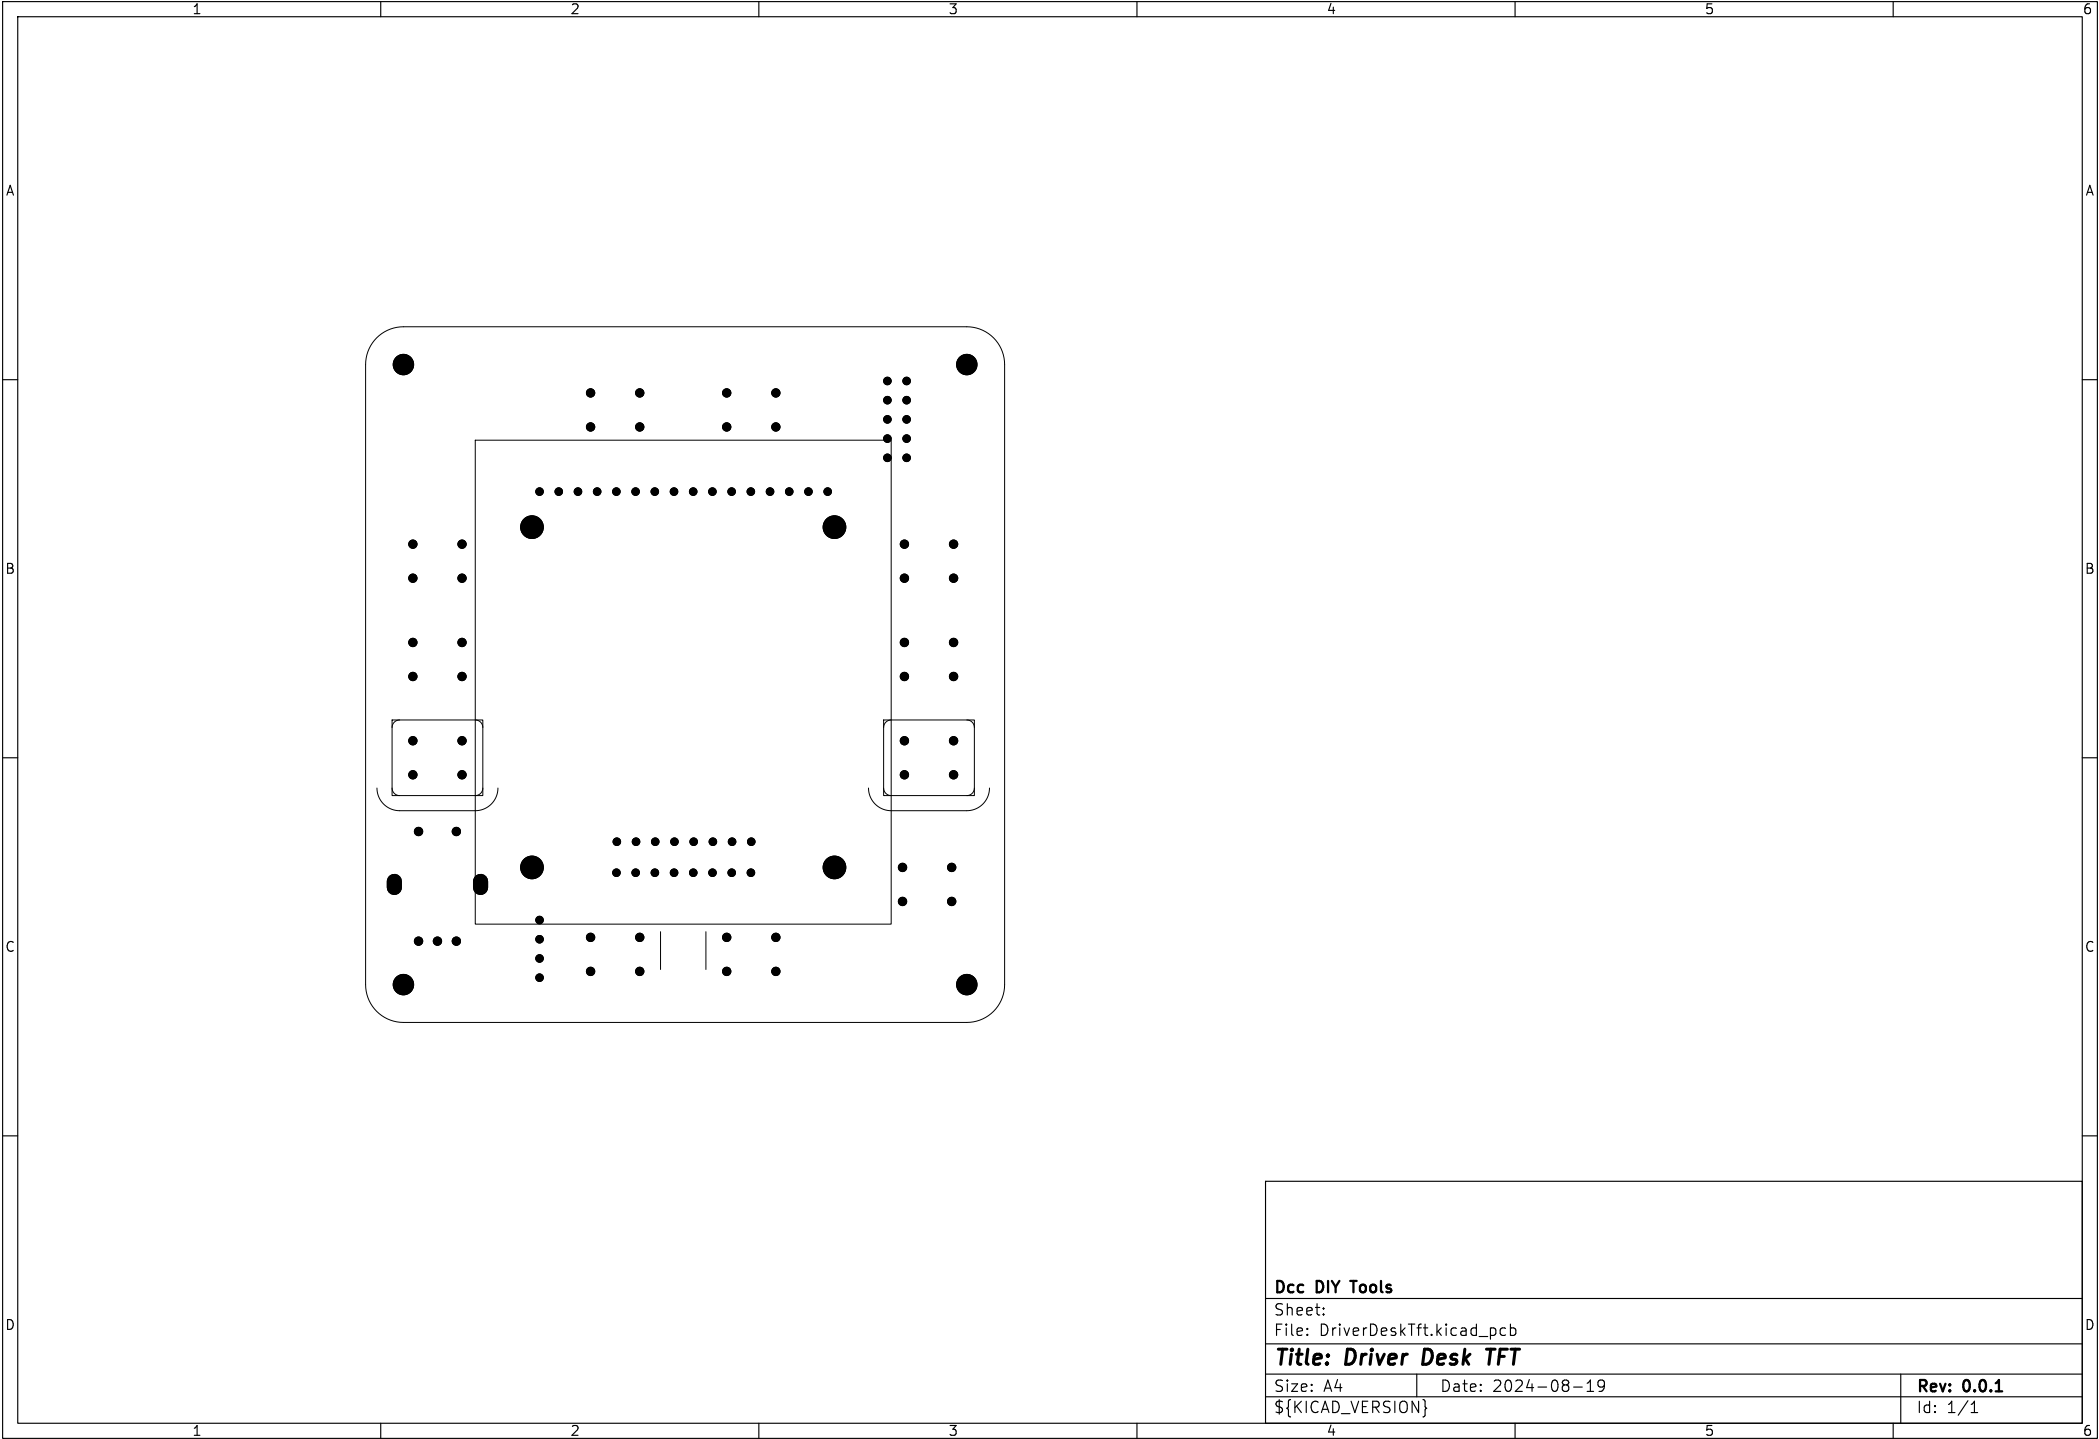 1 2 3 4 5 6
A A
B B
C C
D D
Dcc DIY Tools
Sheet:
File: DriverDeskTft.kicad_pcb
Title: Driver Desk TFT
Size: A4 Date: 2024-08-19 Rev: 0.0.1
${KICAD_VERSION} Id: 1/1
1 2 3 4 5 6